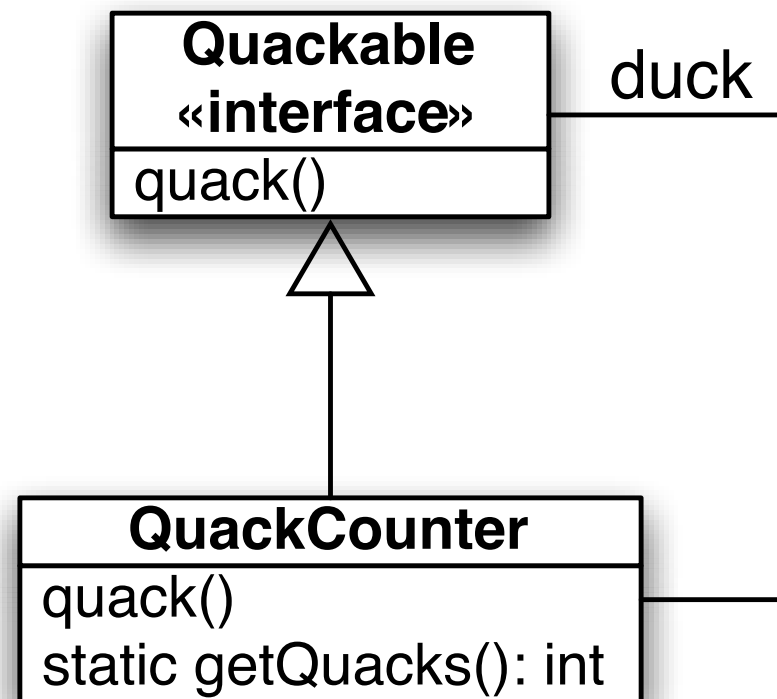 Quackable
«interface»
duck
quack()
QuackCounter
quack()
static getQuacks(): int